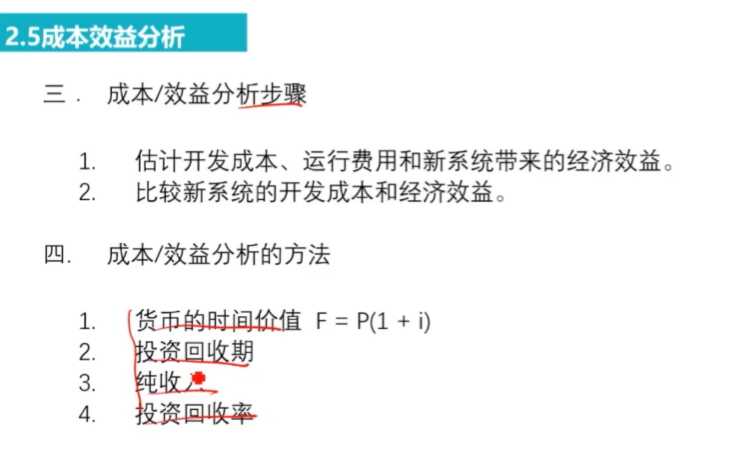 2.5成本效益分析
三． 成本/效益分析步骤
1. 估计开发成本、运行费用和新系统带来的经济效益。
2. 比较新系统的开发成本和经济效益。
四. 成本/效益分析的方法
1. 货币的时间价值 F = P(1 + i)
2. 投资回收期
3. 纯收入
4. 投资回收率